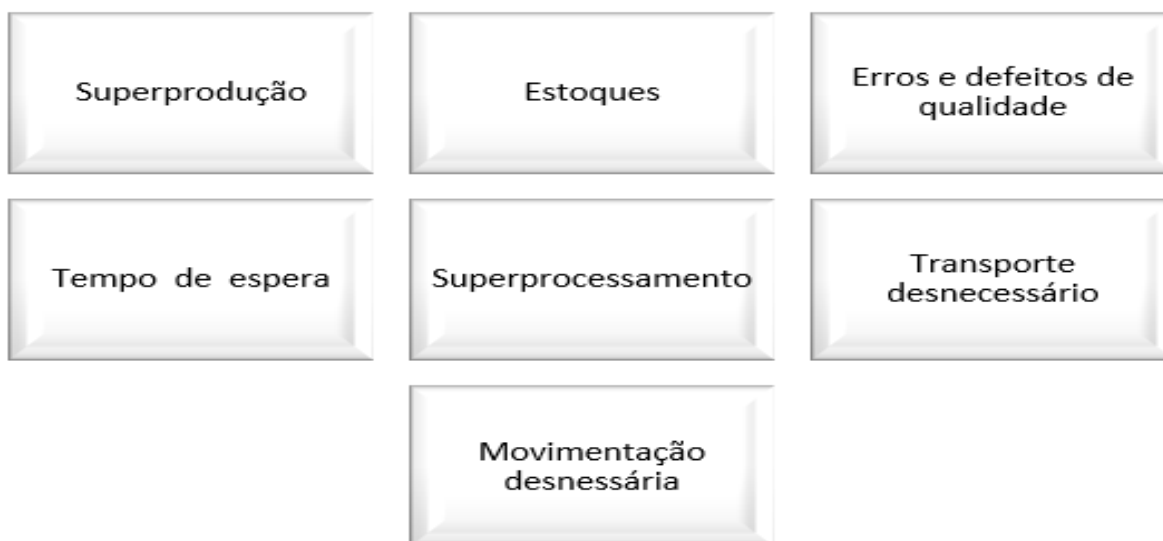 Superprodução
Estoques
Erros e defeitos de
qualidade
Tempo de espera
Superprocessamento
Transporte
desnecessário
Movimentação
desnessária